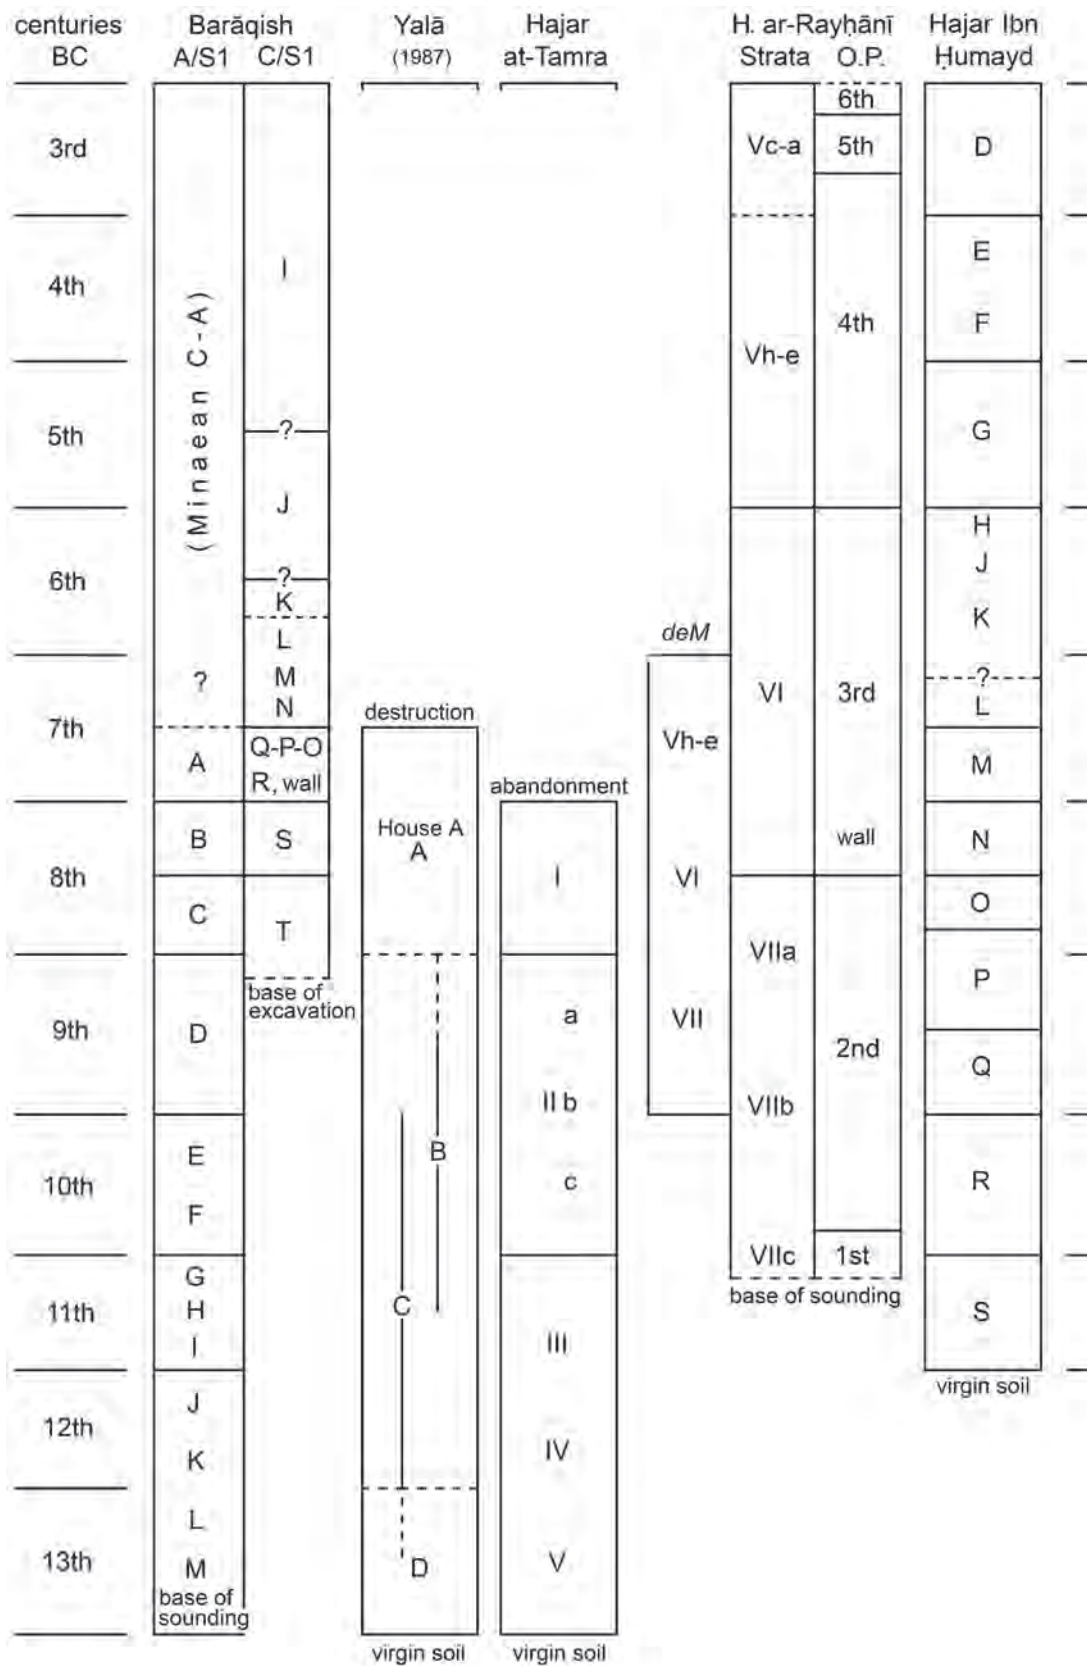 centuries BC
Barāqish
A/S1 C/S1
Yalā
(1987)
Hajar
at-Tamra
H. ar-Rayḥānī
Strata O.P.
Hajar Ibn
Ḥumayd
3rd
4th
5th
6th
7th
8th
9th
10th
11th
12th
13th
(Minaean C-A)
?
A
B
C
D
E
F
G
H
I
J
K
L
M
base of
sounding
I
?
J
?
K
L
M
N
Q-P-O
R, wall
S
T
base of
excavation
destruction
House A
A
B
C
D
virgin soil
abandonment
I
a
II b
c
III
IV
V
virgin soil
deM
Vh-e
VI
VII
Vc-a
Vh-e
VI
VIIa
VIIb
VIIc
6th
5th
4th
3rd
wall
2nd
1st
base of sounding
D
E
F
G
H
J
K
?
L
M
N
O
P
Q
R
S
virgin soil